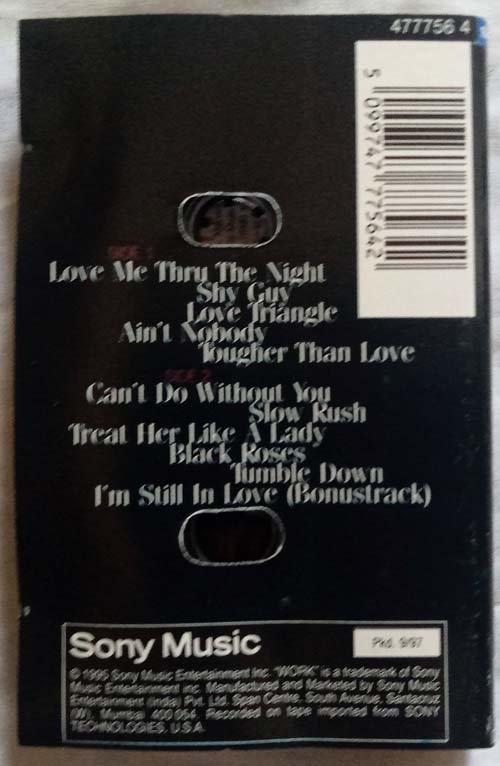 477756 4
5 099747 775642
SIDE 1
Love Me Thru The Night
Shy Guy
Love Triangle
Ain't Nobody
Tougher Than Love
SIDE 2
Can't Do Without You
Slow Rush
Treat Her Like A Lady
Black Roses
Tumble Down
I'm Still In Love (Bonustrack)
Sony Music
Pkd. 9/97
℗ 1995 Sony Music Entertainment Inc. "WORK" is a trademark of Sony
Music Entertainment Inc. Manufactured and Marketed by Sony Music
Entertainment (India) Pvt. Ltd. Span Centre, South Avenue, Santacruz
(W), Mumbai 400 054. Recorded on tape imported from SONY
TECHNOLOGIES, U.S.A.